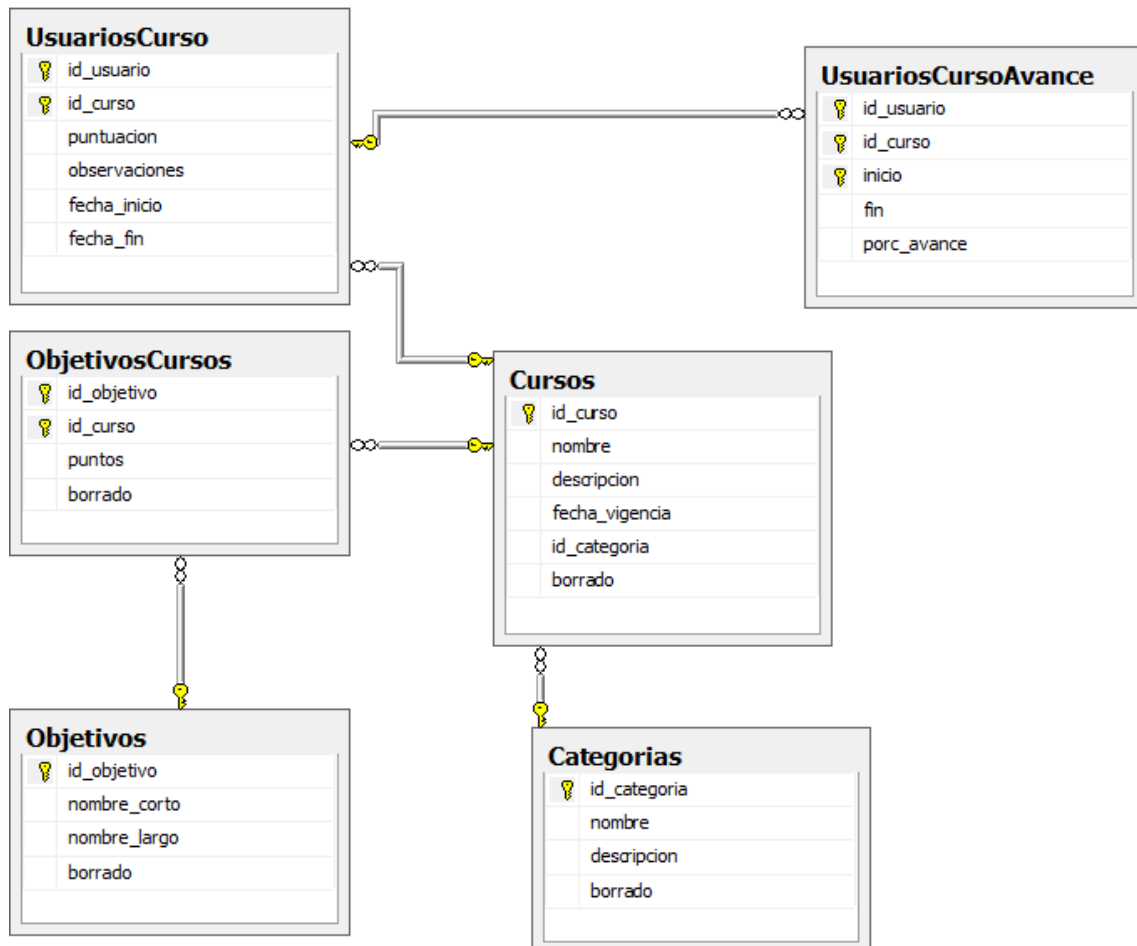 UsuariosCurso
id_usuario
id_curso
puntuacion
observaciones
fecha_inicio
fecha_fin
UsuariosCursoAvance
id_usuario
id_curso
inicio
fin
porc_avance
ObjetivosCursos
id_objetivo
id_curso
puntos
borrado
Cursos
id_curso
nombre
descripcion
fecha_vigencia
id_categoria
borrado
Objetivos
id_objetivo
nombre_corto
nombre_largo
borrado
Categorias
id_categoria
nombre
descripcion
borrado